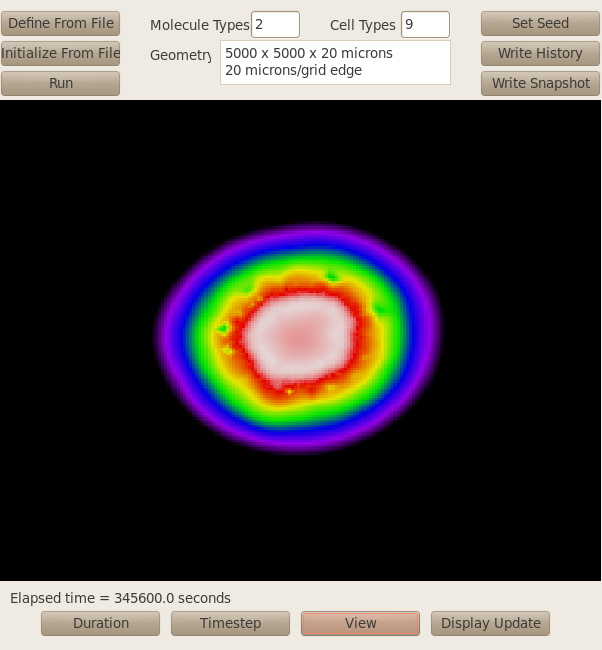 Define From File
Molecule Types 2
Cell Types 9
Set Seed
Initialize From File
Geometry
5000 x 5000 x 20 microns
20 microns/grid edge
Write History
Run
Write Snapshot
Elapsed time = 345600.0 seconds
Duration
Timestep
View
Display Update